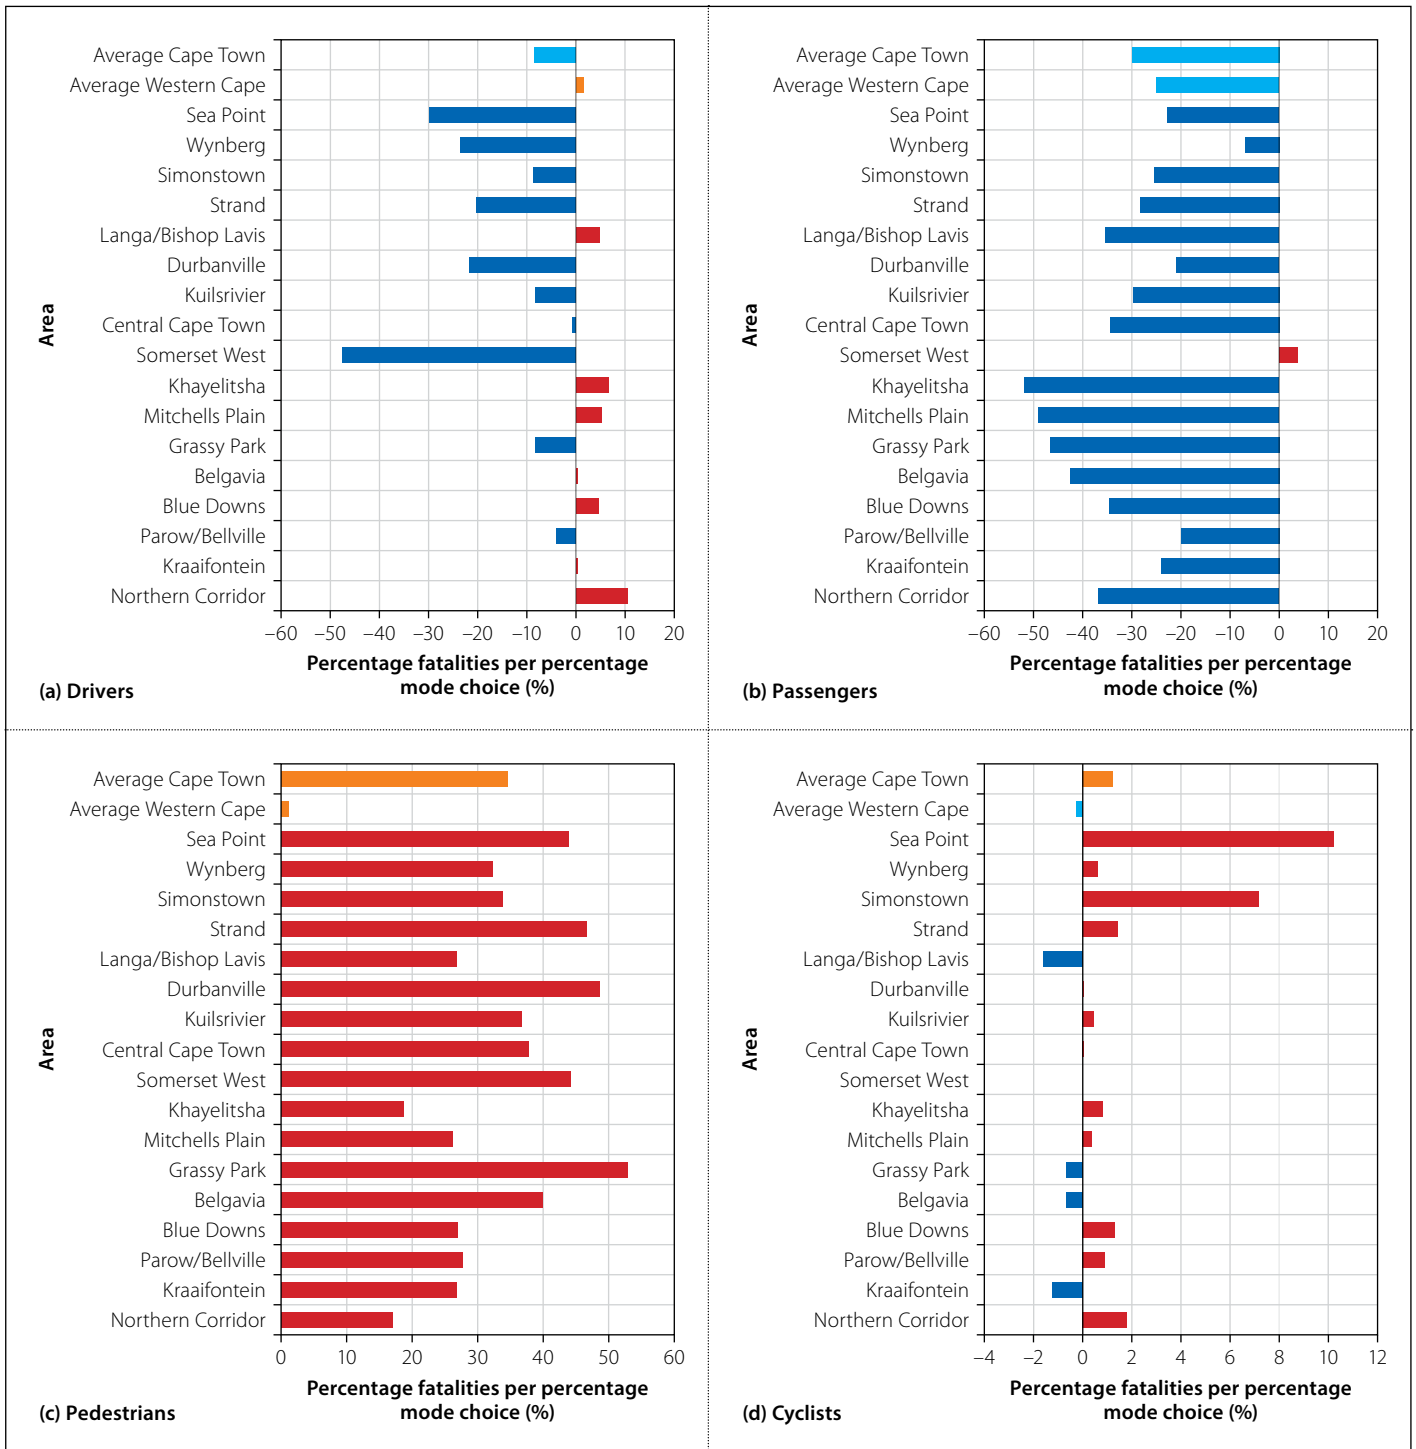 Average Cape Town
Average Western Cape
Sea Point
Wynberg
Simonstown
Strand
Langa/Bishop Lavis
Durbanville
Kuilsrivier
Central Cape Town
Somerset West
Khayelitsha
Mitchells Plain
Grassy Park
Belgavia
Blue Downs
Parow/Bellville
Kraaifontein
Northern Corridor
Area
–60 –50 –40 –30 –20 –10 0 10 20
Percentage fatalities per percentage
mode choice (%)
(a) Drivers
Average Cape Town
Average Western Cape
Sea Point
Wynberg
Simonstown
Strand
Langa/Bishop Lavis
Durbanville
Kuilsrivier
Central Cape Town
Somerset West
Khayelitsha
Mitchells Plain
Grassy Park
Belgavia
Blue Downs
Parow/Bellville
Kraaifontein
Northern Corridor
Area
–60 –50 –40 –30 –20 –10 0 10 20
Percentage fatalities per percentage
mode choice (%)
(b) Passengers
Average Cape Town
Average Western Cape
Sea Point
Wynberg
Simonstown
Strand
Langa/Bishop Lavis
Durbanville
Kuilsrivier
Central Cape Town
Somerset West
Khayelitsha
Mitchells Plain
Grassy Park
Belgavia
Blue Downs
Parow/Bellville
Kraaifontein
Northern Corridor
Area
0 10 20 30 40 50 60
Percentage fatalities per percentage
mode choice (%)
(c) Pedestrians
Average Cape Town
Average Western Cape
Sea Point
Wynberg
Simonstown
Strand
Langa/Bishop Lavis
Durbanville
Kuilsrivier
Central Cape Town
Somerset West
Khayelitsha
Mitchells Plain
Grassy Park
Belgavia
Blue Downs
Parow/Bellville
Kraaifontein
Northern Corridor
Area
–4 –2 0 2 4 6 8 10 12
Percentage fatalities per percentage
mode choice (%)
(d) Cyclists